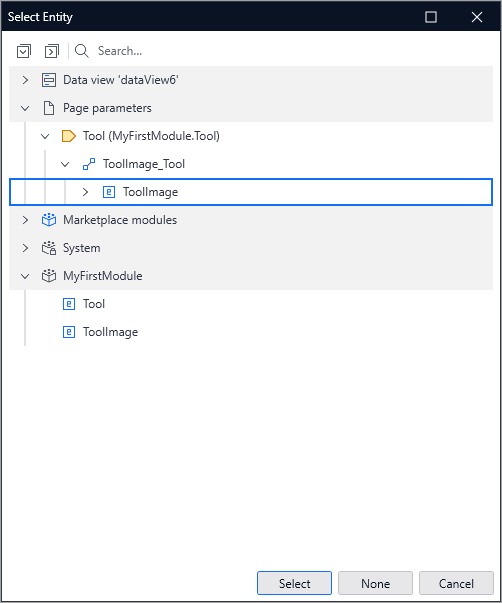 Select Entity
Search...
Data view 'dataView6'
Page parameters
Tool (MyFirstModule.Tool)
ToolImage_Tool
ToolImage
Marketplace modules
System
MyFirstModule
Tool
ToolImage
Select None Cancel